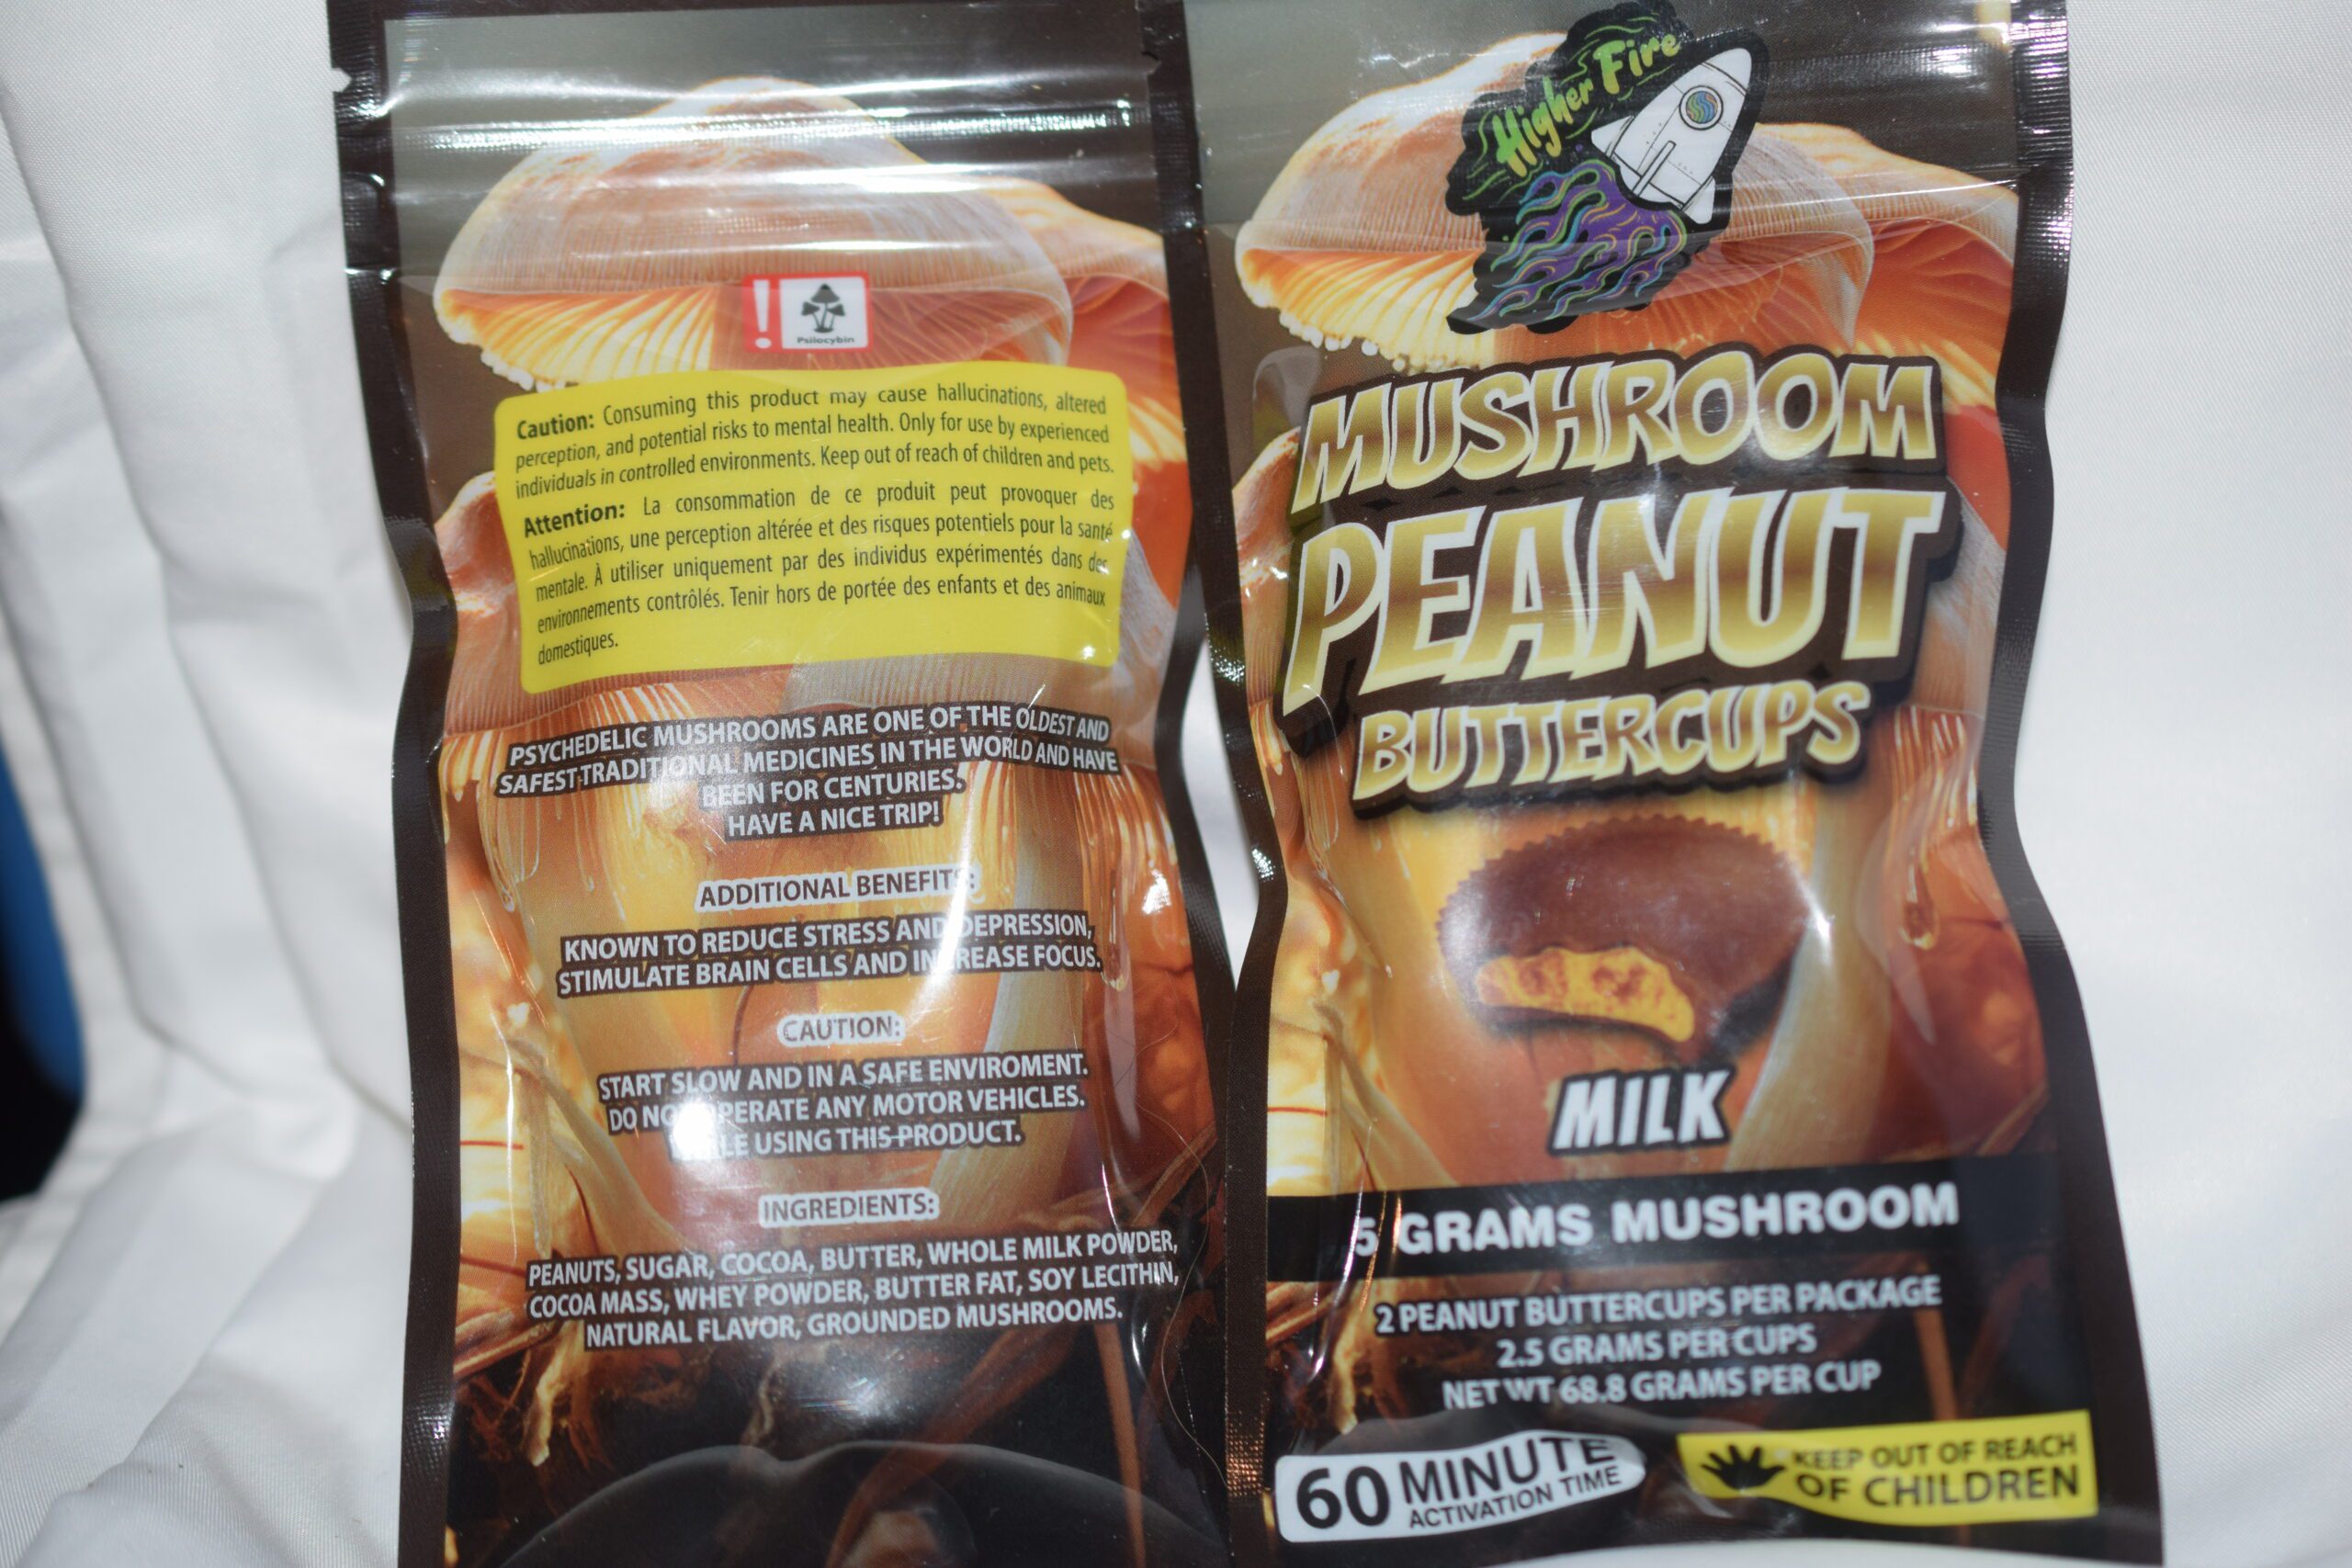 Psilocybin
Caution: Consuming this product may cause hallucinations, altered
perception, and potential risks to mental health. Only for use by experienced
individuals in controlled environments. Keep out of reach of children and pets.
Attention: La consommation de ce produit peut provoquer des
hallucinations, une perception altérée et des risques potentiels pour la santé
mentale. À utiliser uniquement par des individus expérimentés dans des
environnements contrôlés. Tenir hors de portée des enfants et des animaux
domestiques.
PSYCHEDELIC MUSHROOMS ARE ONE OF THE OLDEST AND
SAFEST TRADITIONAL MEDICINES IN THE WORLD AND HAVE
BEEN FOR CENTURIES.
HAVE A NICE TRIP!
ADDITIONAL BENEFITS:
KNOWN TO REDUCE STRESS AND DEPRESSION,
STIMULATE BRAIN CELLS AND INCREASE FOCUS.
CAUTION:
START SLOW AND IN A SAFE ENVIROMENT.
DO NOT OPERATE ANY MOTOR VEHICLES.
USING THIS PRODUCT.
INGREDIENTS:
PEANUTS, SUGAR, COCOA, BUTTER, WHOLE MILK POWDER,
COCOA MASS, WHEY POWDER, BUTTER FAT, SOY LECITHIN,
NATURAL FLAVOR, GROUNDED MUSHROOMS.
Higher Fire
MUSHROOM
PEANUT
BUTTERCUPS
MILK
5 GRAMS MUSHROOM
2 PEANUT BUTTERCUPS PER PACKAGE
2.5 GRAMS PER CUPS
NET WT 68.8 GRAMS PER CUP
60 MINUTE
ACTIVATION TIME
KEEP OUT OF REACH
OF CHILDREN